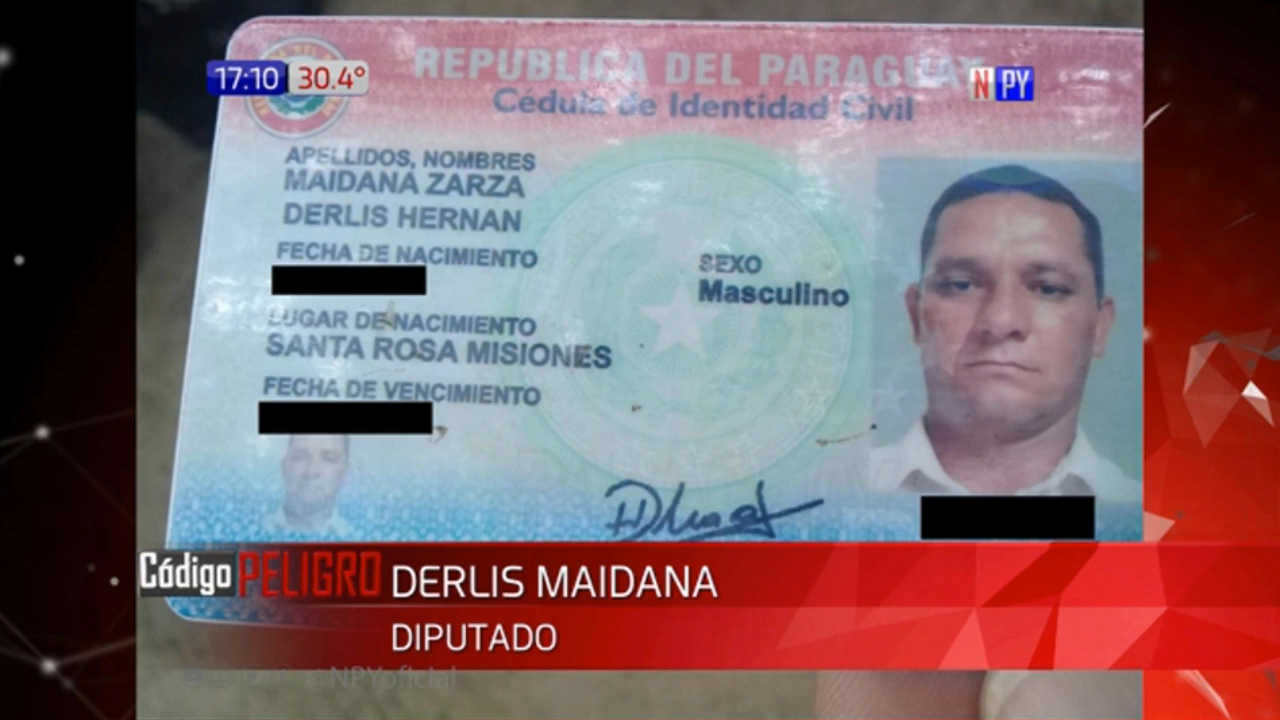 17:10 30.4°
NPY
REPUBLICA DEL PARAGUAY
Cédula de Identidad Civil
APELLIDOS, NOMBRES
MAIDANA ZARZA
DERLIS HERNAN
FECHA DE NACIMIENTO
SEXO
Masculino
LUGAR DE NACIMIENTO
SANTA ROSA MISIONES
FECHA DE VENCIMIENTO
Código PELIGRO
DERLIS MAIDANA
DIPUTADO
@NPYoficial